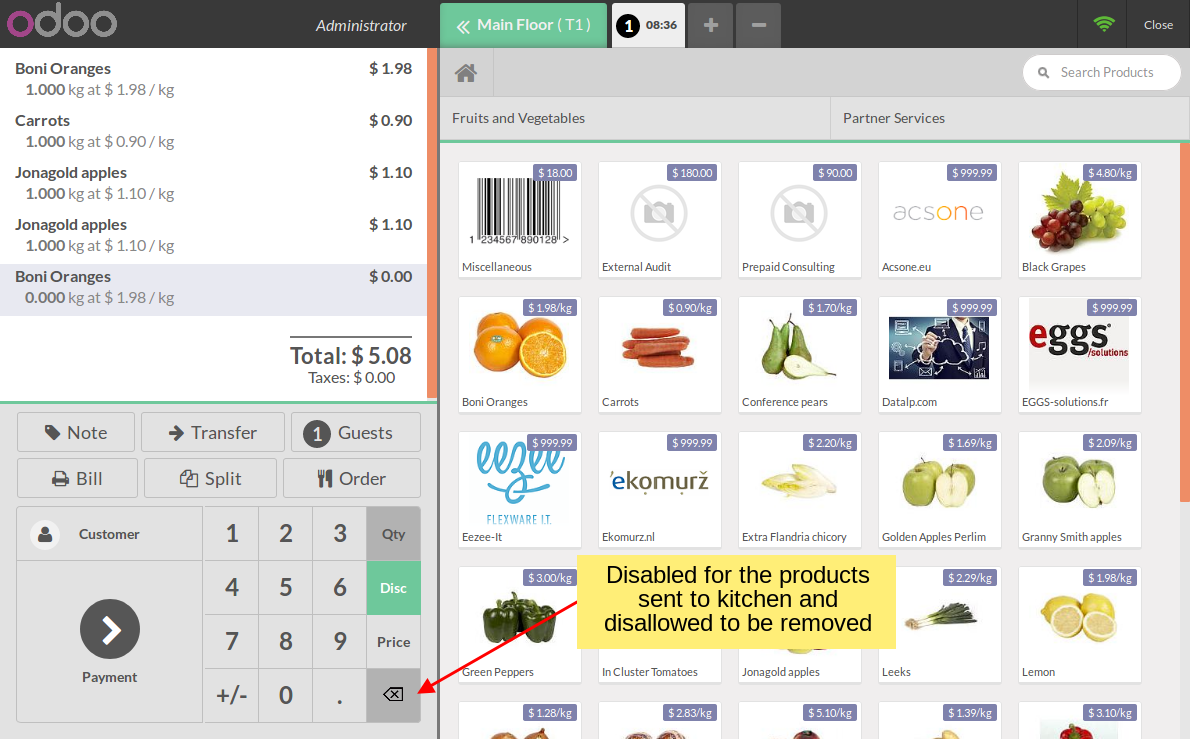 odoo
Administrator
Main Floor ( T1 )
1 08:36
Close
Boni Oranges $ 1.98
1.000 kg at $ 1.98 / kg
Carrots $ 0.90
1.000 kg at $ 0.90 / kg
Jonagold apples $ 1.10
1.000 kg at $ 1.10 / kg
Jonagold apples $ 1.10
1.000 kg at $ 1.10 / kg
Boni Oranges $ 0.00
0.000 kg at $ 1.98 / kg
Total: $ 5.08
Taxes: $ 0.00
Note Transfer 1 Guests
Bill Split Order
Customer 1 2 3 Qty
4 5 6 Disc
7 8 9 Price
Payment
+/- 0 .
Search Products
Fruits and Vegetables Partner Services
$ 18.00 $ 180.00 $ 90.00 $ 999.99 $ 4.80/kg
acsone
1 234567 890128 >
Miscellaneous External Audit Prepaid Consulting Acsone.eu Black Grapes
$ 1.98/kg $ 0.90/kg $ 1.70/kg $ 999.99 $ 999.99
eggs
/solutions
Boni Oranges Carrots Conference pears Datalp.com EGGS-solutions.fr
$ 999.99 $ 999.99 $ 2.20/kg $ 1.69/kg $ 2.09/kg
eezee
'ekomurž
FLEXWARE I.T.
Eezee-It Ekomurz.nl Extra Flandria chicory Golden Apples Perlim Granny Smith apples
$ 3.00/kg $ 2.29/kg $ 1.98/kg
Disabled for the products
sent to kitchen and
disallowed to be removed
Green Peppers In Cluster Tomatoes Jonagold apples Leeks Lemon
$ 1.28/kg $ 2.83/kg $ 5.10/kg $ 1.39/kg $ 3.10/kg